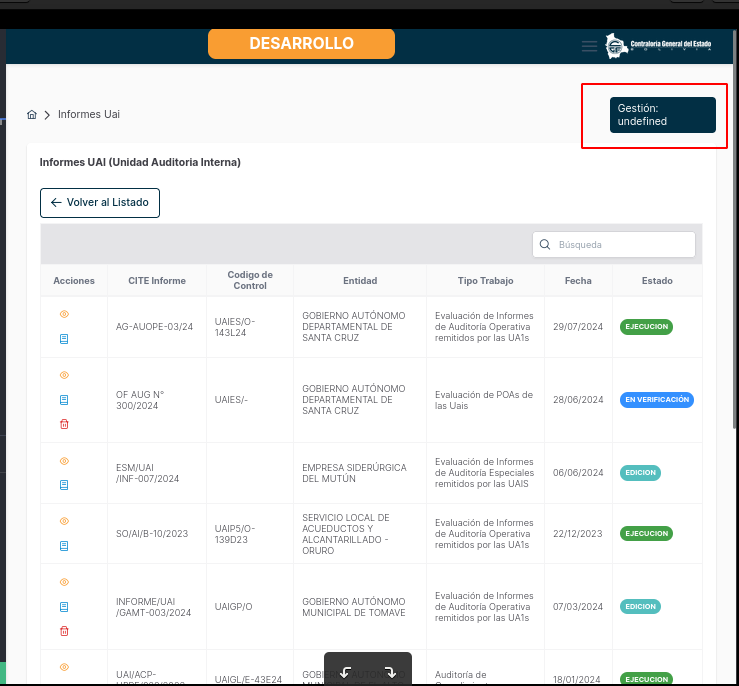 DESARROLLO
Contraloría General del Estado
B O L I V I A
Informes Uai
Gestión:
undefined
Informes UAI (Unidad Auditoria Interna)
Volver al Listado
Búsqueda
Acciones
CITE Informe
Codigo de
Control
Entidad
Tipo Trabajo
Fecha
Estado
AG-AUOPE-03/24
UAIES/O-
143L24
GOBIERNO AUTÓNOMO
DEPARTAMENTAL DE
SANTA CRUZ
Evaluación de Informes
de Auditoría Operativa
remitidos por las UA1s
29/07/2024
EJECUCION
OF AUG N°
300/2024
UAIES/-
GOBIERNO AUTÓNOMO
DEPARTAMENTAL DE
SANTA CRUZ
Evaluación de POAs de
las Uais
28/06/2024
EN VERIFICACIÓN
ESM/UAI
/INF-007/2024
EMPRESA SIDERÚRGICA
DEL MUTÚN
Evaluación de Informes
de Auditoría Especiales
remitidos por las UAIS
06/06/2024
EDICION
SO/AI/B-10/2023
UAIP5/O-
139D23
SERVICIO LOCAL DE
ACUEDUCTOS Y
ALCANTARILLADO -
ORURO
Evaluación de Informes
de Auditoría Operativa
remitidos por las UA1s
22/12/2023
EJECUCION
INFORME/UAI
/GAMT-003/2024
UAIGP/O
GOBIERNO AUTÓNOMO
MUNICIPAL DE TOMAVE
Evaluación de Informes
de Auditoría Operativa
remitidos por las UA1s
07/03/2024
EDICION
UAI/ACP-
UAIGL/E-43E24
GOBIERNO AUTÓNOMO
Auditoría de
18/01/2024
EJECUCION